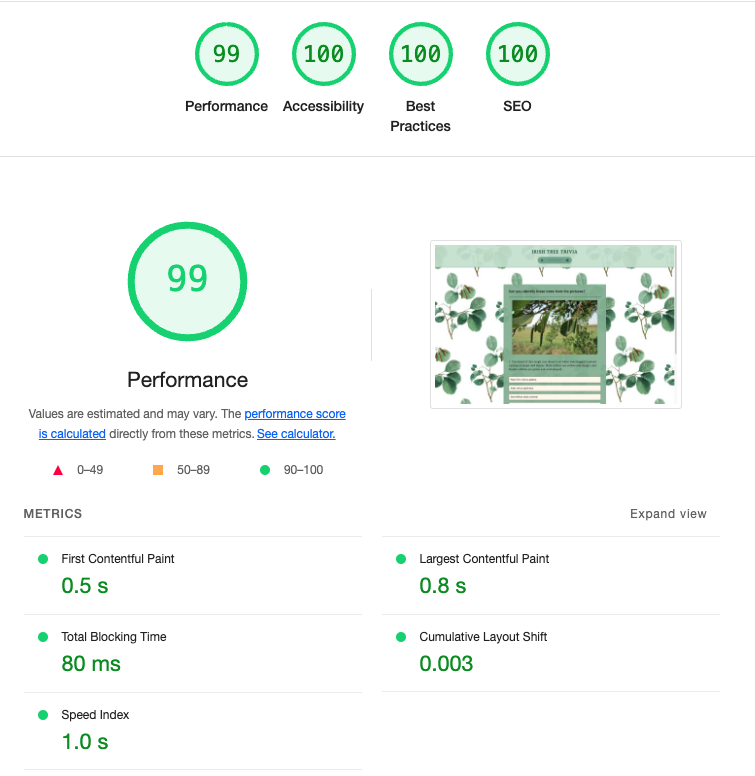 99
100
100
100
Performance
Accessibility
Best
Practices
SEO
99
IRISH TREE TRIVIA
Performance
Values are estimated and may vary. The performance score
is calculated directly from these metrics. See calculator.
0–49
50–89
90–100
METRICS
Expand view
First Contentful Paint
0.5 s
Largest Contentful Paint
0.8 s
Total Blocking Time
80 ms
Cumulative Layout Shift
0.003
Speed Index
1.0 s